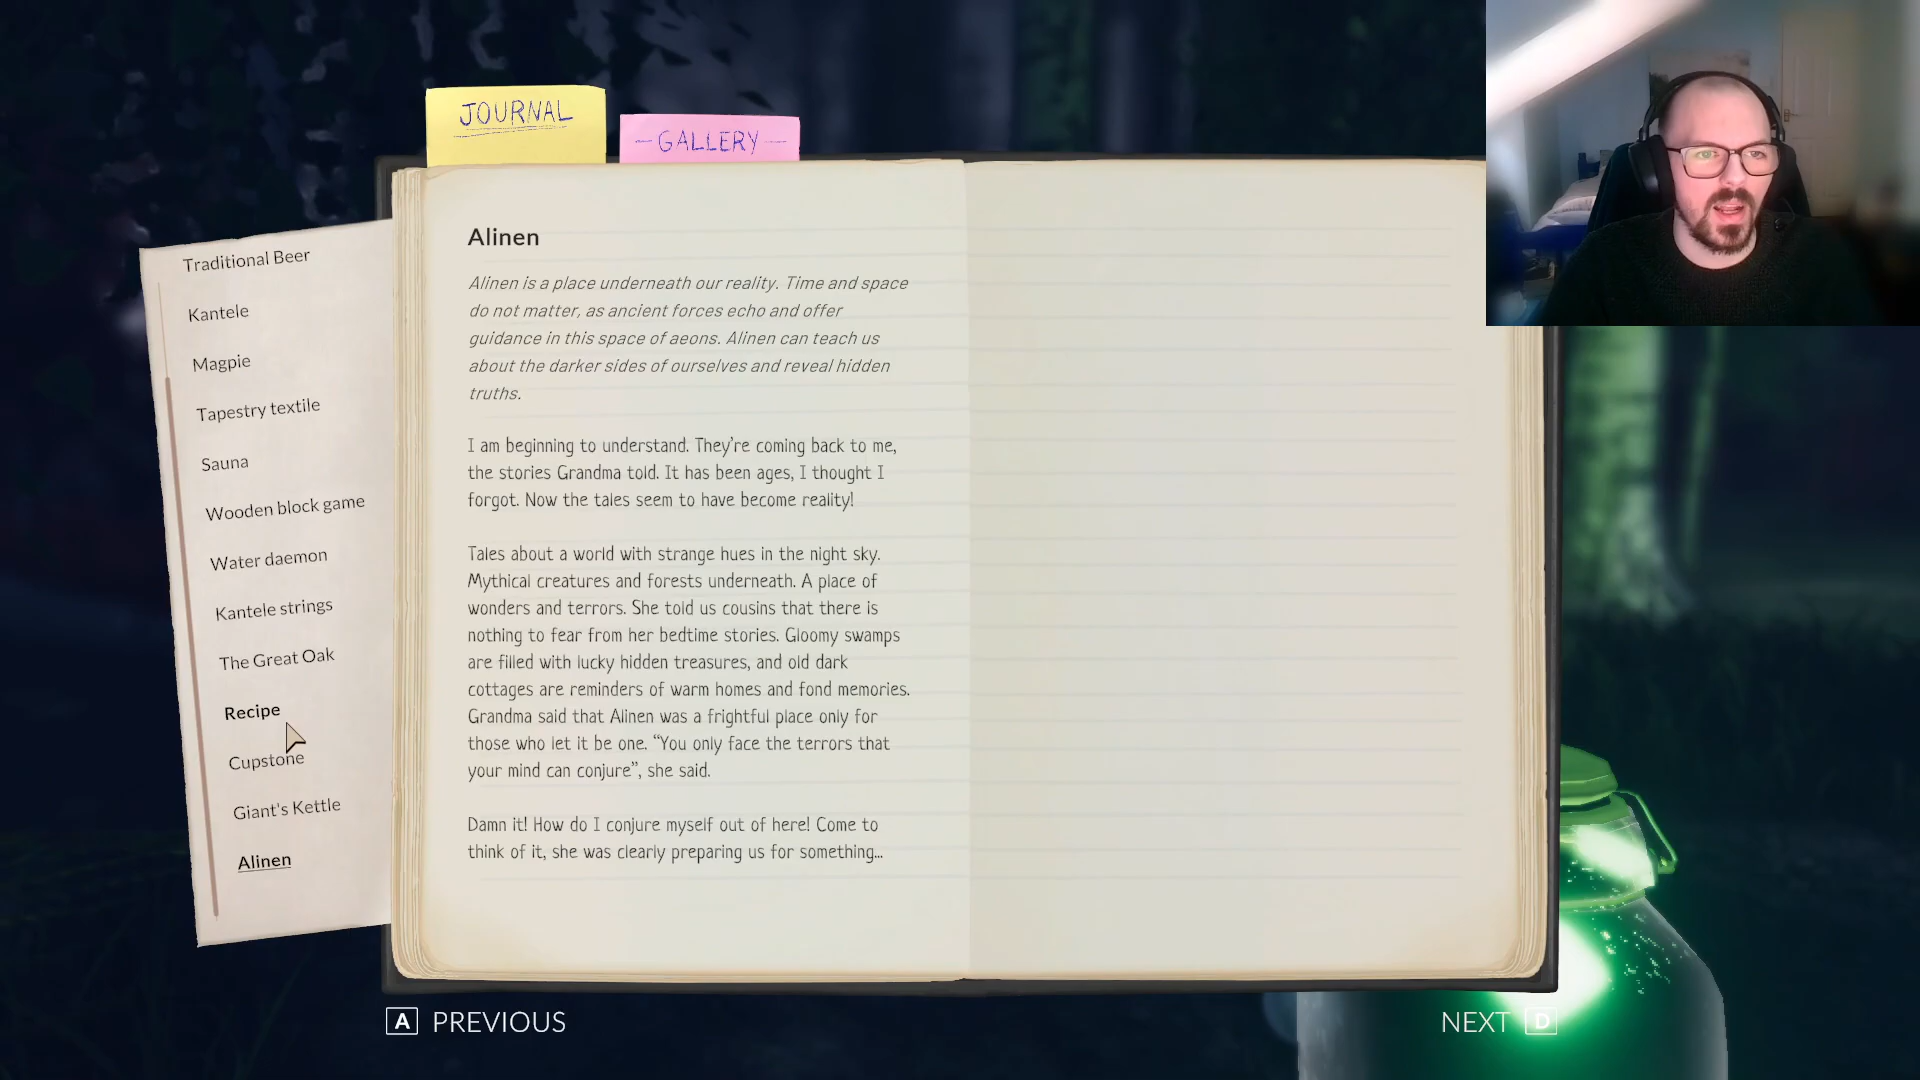 JOURNAL
-GALLERY-
Traditional Beer
Kantele
Magpie
Tapestry textile
Sauna
Wooden block game
Water daemon
Kantele strings
The Great Oak
Recipe
Cupstone
Giant's Kettle
Alinen
Alinen
Alinen is a place underneath our reality. Time and space
do not matter, as ancient forces echo and offer
guidance in this space of aeons. Alinen can teach us
about the darker sides of ourselves and reveal hidden
truths.
I am beginning to understand. They're coming back to me,
the stories Grandma told. It has been ages, I thought I
forgot. Now the tales seem to have become reality!
Tales about a world with strange hues in the night sky.
Mythical creatures and forests underneath. A place of
wonders and terrors. She told us cousins that there is
nothing to fear from her bedtime stories. Gloomy swamps
are filled with lucky hidden treasures, and old dark
cottages are reminders of warm homes and fond memories.
Grandma said that Alinen was a frightful place only for
those who let it be one. “You only face the terrors that
your mind can conjure”, she said.
Damn it! How do I conjure myself out of here! Come to
think of it, she was clearly preparing us for something...
A PREVIOUS
NEXT D